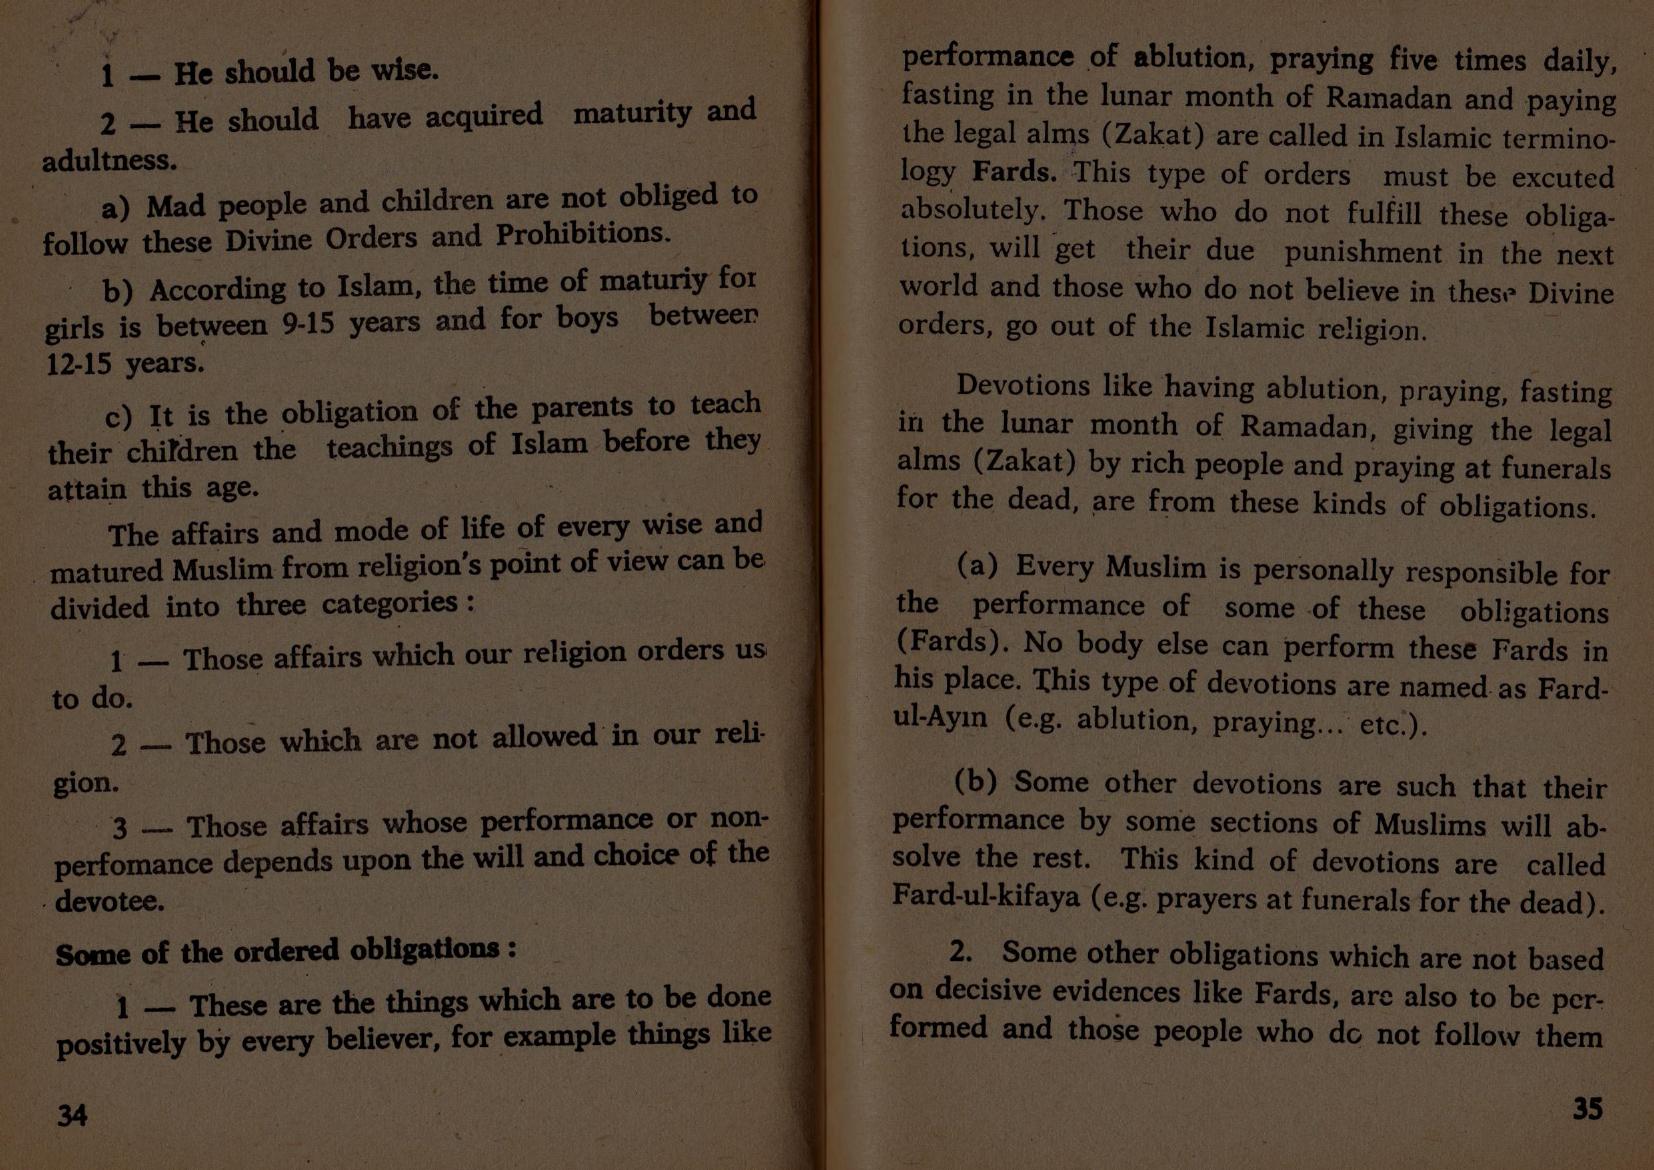 1 — He should be wise.
2 — He should have acquired maturity and
adultness.
a) Mad people and children are not obliged to
follow these Divine Orders and Prohibitions.
b) According to Islam, the time of maturiy for
girls is between 9-15 years and for boys between
12-15 years.
c) It is the obligation of the parents to teach
their children the teachings of Islam before they
attain this age.
The affairs and mode of life of every wise and
matured Muslim from religion's point of view can be
divided into three categories :
1 — Those affairs which our religion orders us
to do.
2 — Those which are not allowed in our reli-
gion.
3 — Those affairs whose performance or non-
perfomance depends upon the will and choice of the
devotee.
Some of the ordered obligations :
1 — These are the things which are to be done
positively by every believer, for example things like
34
performance of ablution, praying five times daily,
fasting in the lunar month of Ramadan and paying
the legal alms (Zakat) are called in Islamic termino-
logy Fards. This type of orders must be excuted
absolutely. Those who do not fulfill these obliga-
tions, will get their due punishment in the next
world and those who do not believe in these Divine
orders, go out of the Islamic religion.
Devotions like having ablution, praying, fasting
in the lunar month of Ramadan, giving the legal
alms (Zakat) by rich people and praying at funerals
for the dead, are from these kinds of obligations.
(a) Every Muslim is personally responsible for
the performance of some of these obligations
(Fards). No body else can perform these Fards in
his place. This type of devotions are named as Fard-
ul-Ayın (e.g. ablution, praying... etc.).
(b) Some other devotions are such that their
performance by some sections of Muslims will ab-
solve the rest. This kind of devotions are called
Fard-ul-kifaya (e.g. prayers at funerals for the dead).
2. Some other obligations which are not based
on decisive evidences like Fards, are also to be per-
formed and those people who do not follow them
35